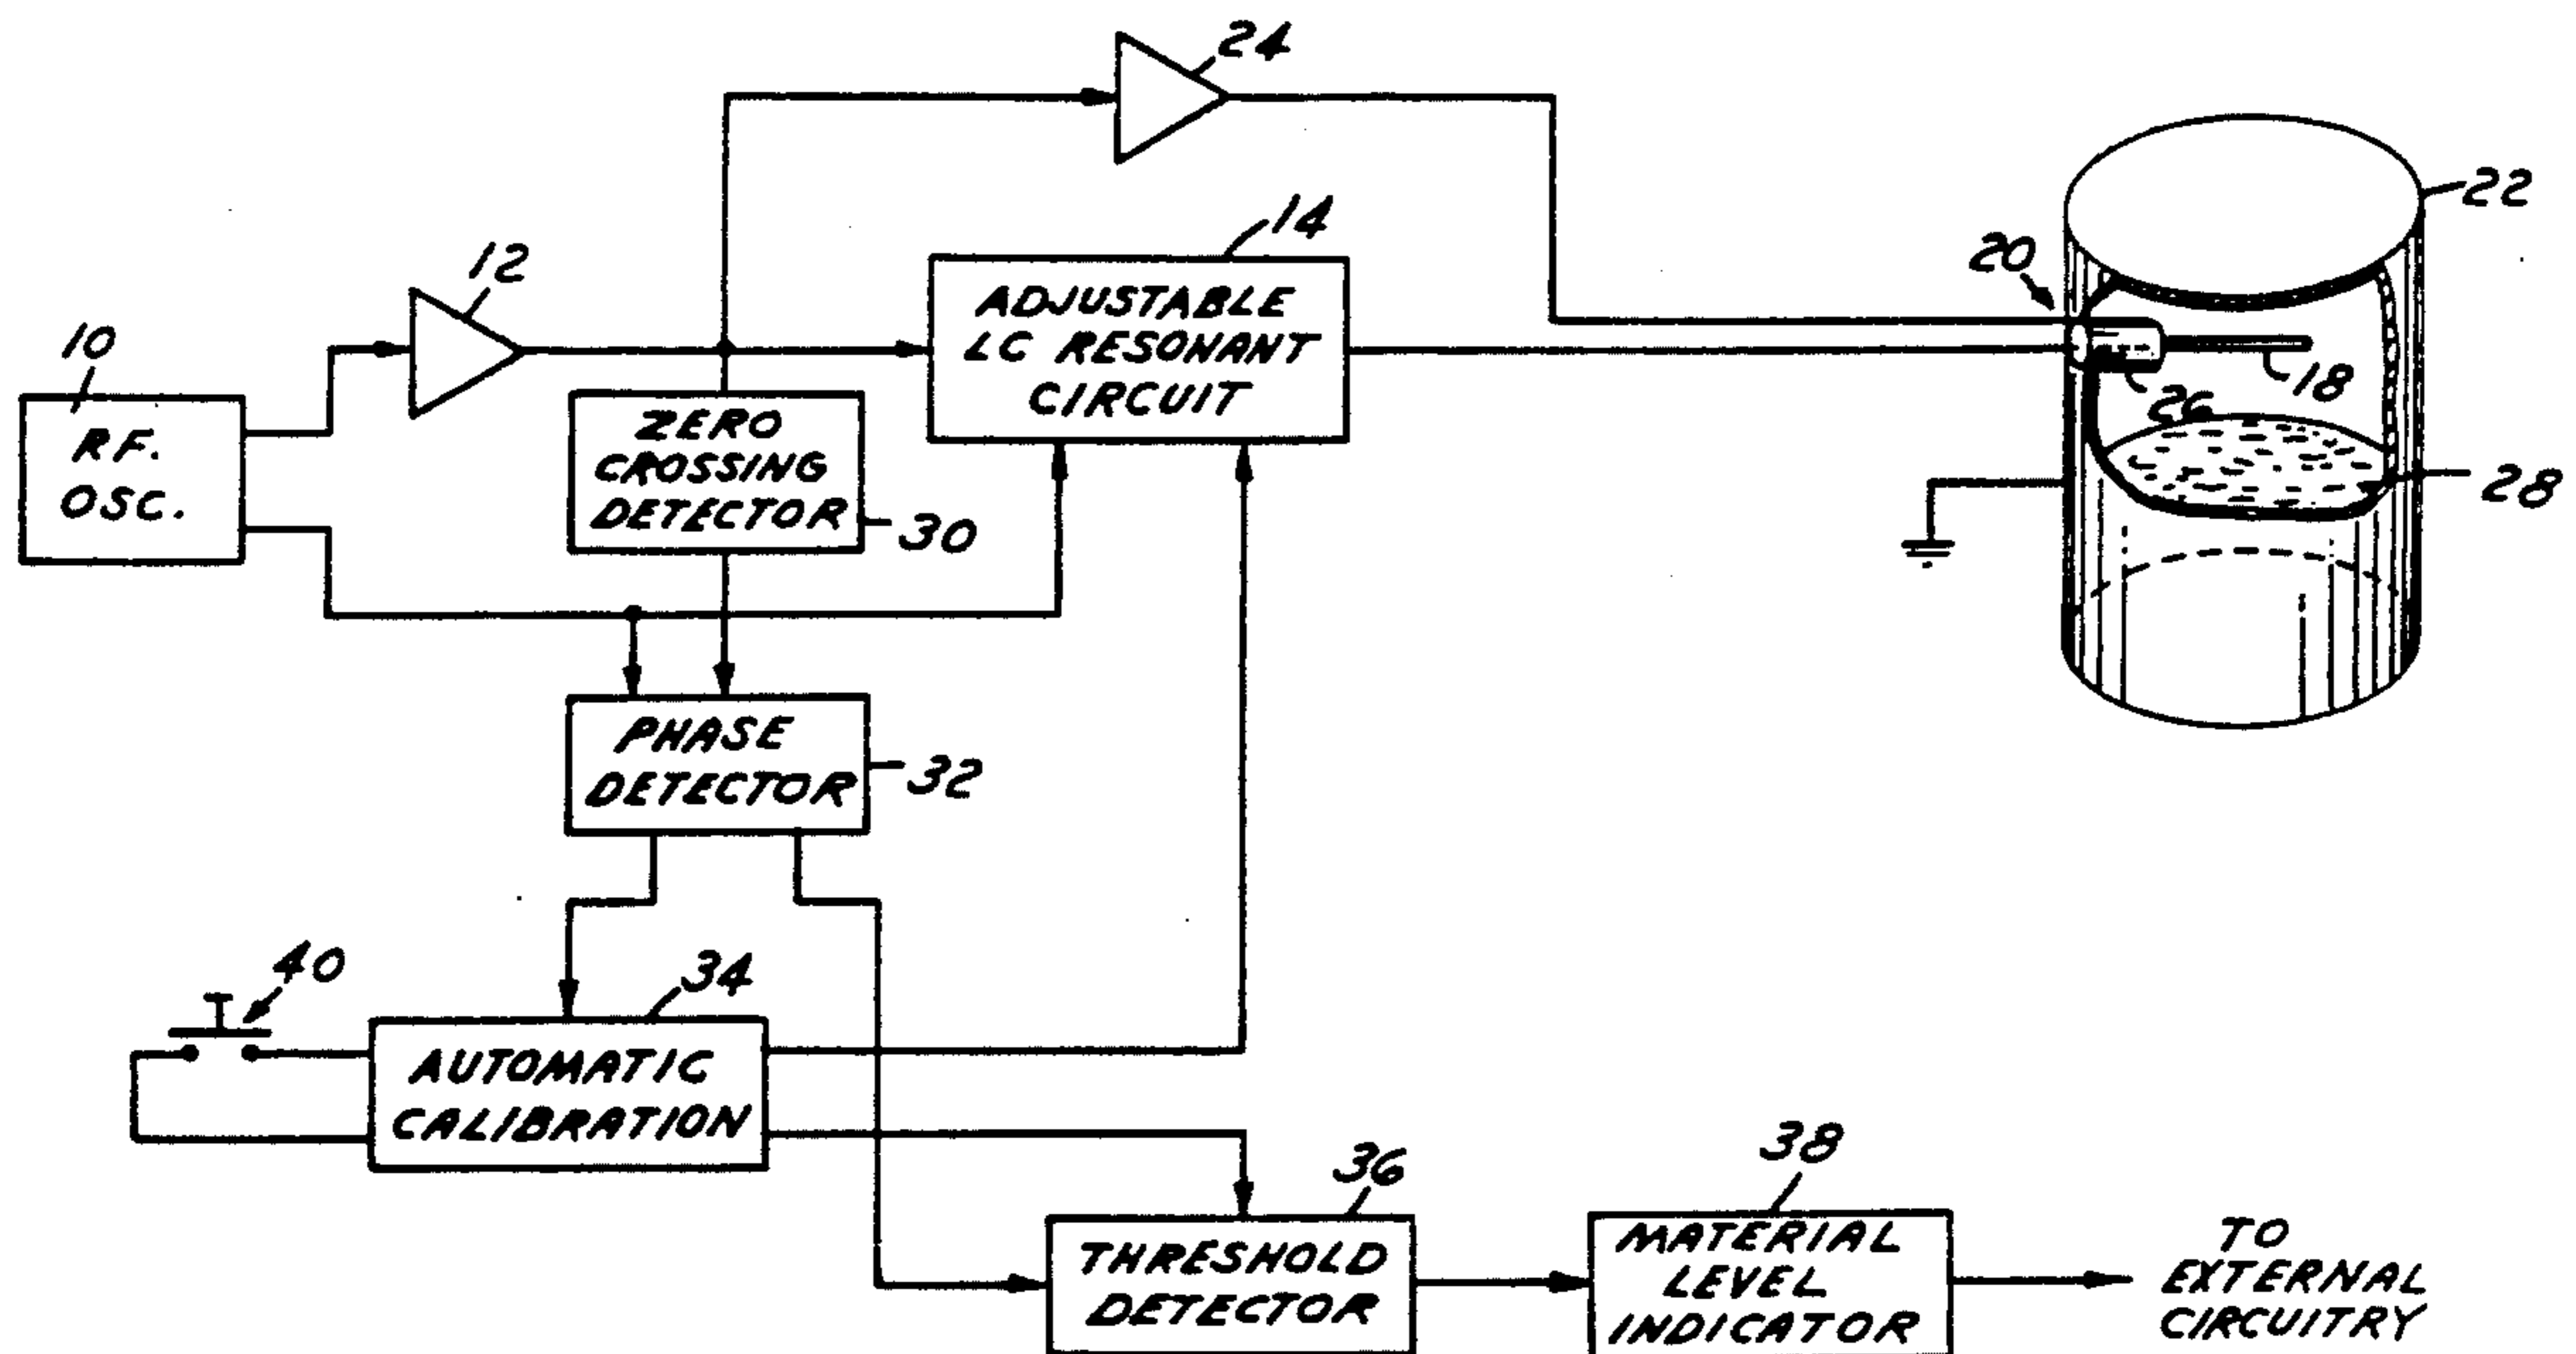 24
14
22
12
20
10
ADJUSTABLE
LC RESONANT
CIRCUIT
RF.
OSC.
ZERO
CROSSING
DETECTOR
30
18
26
28
PHASE
DETECTOR
32
40
34
AUTOMATIC
CALIBRATION
36
38
THRESHOLD
DETECTOR
MATERIAL
LEVEL
INDICATOR
TO
EXTERNAL
CIRCUITRY